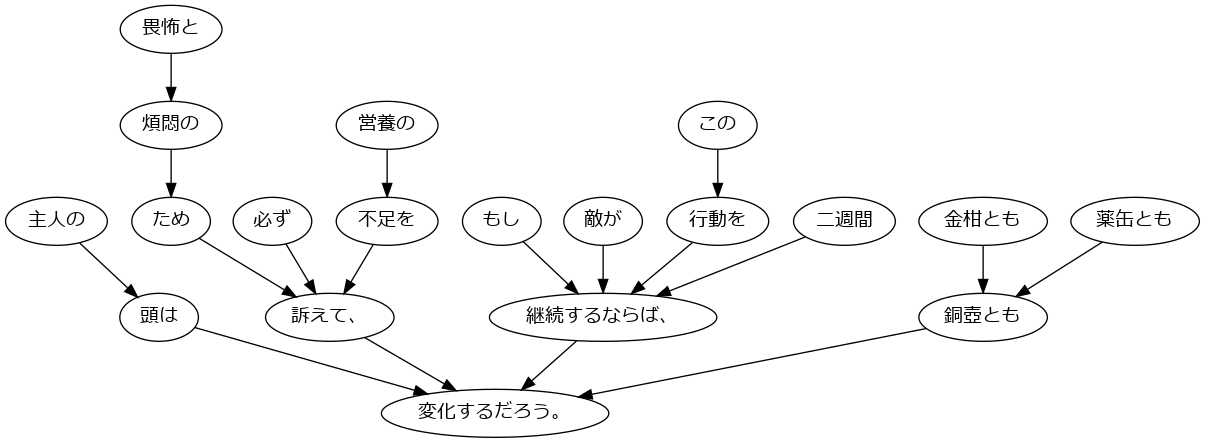 畏怖と
煩悶の
営養の
この
主人の
ため
必ず
不足を
もし
敵が
行動を
二週間
金柑とも
薬缶とも
頭は
訴えて、
継続するならば、
銅壺とも
変化するだろう。